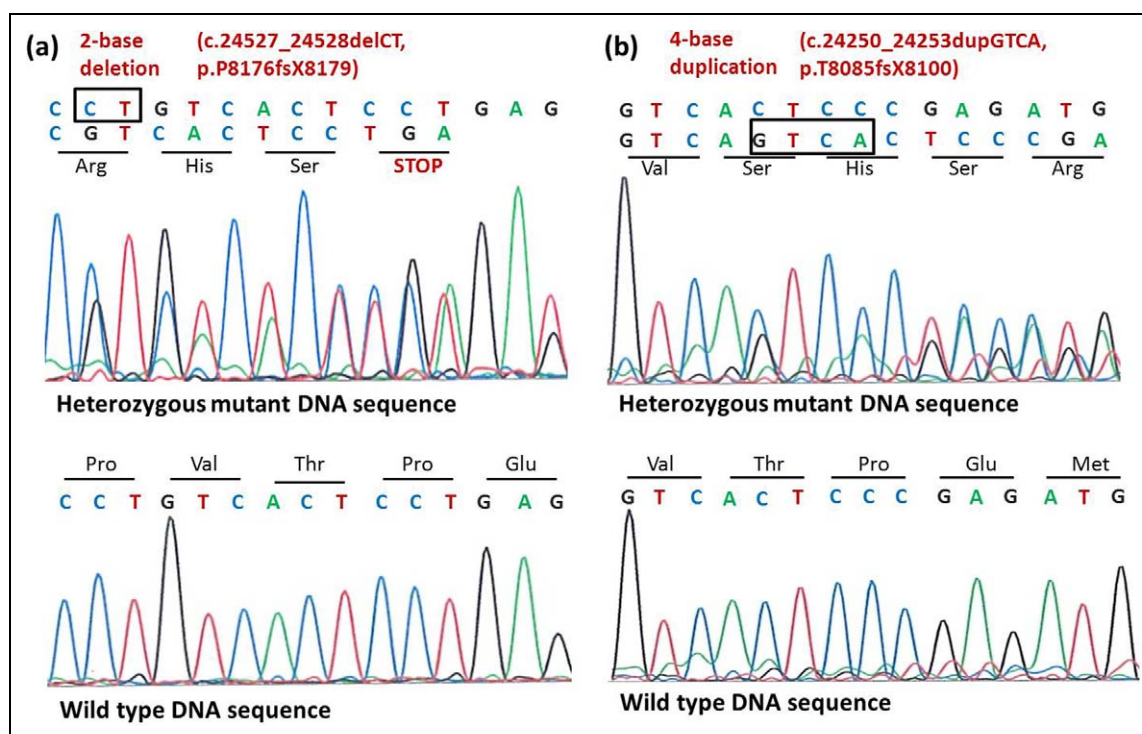 (a) 2-base deletion (c.24527_24528delCT, p.P8176fsX8179)
C C T G T C A C T C C T G A G
C G T C A C T C C T G A
Arg His Ser STOP
Heterozygous mutant DNA sequence
Pro Val Thr Pro Glu
C C T G T C A C T C C T G A G
Wild type DNA sequence
(b) 4-base duplication (c.24250_24253dupGTCA, p.T8085fsX8100)
G T C A C T C C C G A G A T G
G T C A G T C A C T C C C G A
Val Ser His Ser Arg
Heterozygous mutant DNA sequence
Val Thr Pro Glu Met
G T C A C T C C C G A G A T G
Wild type DNA sequence